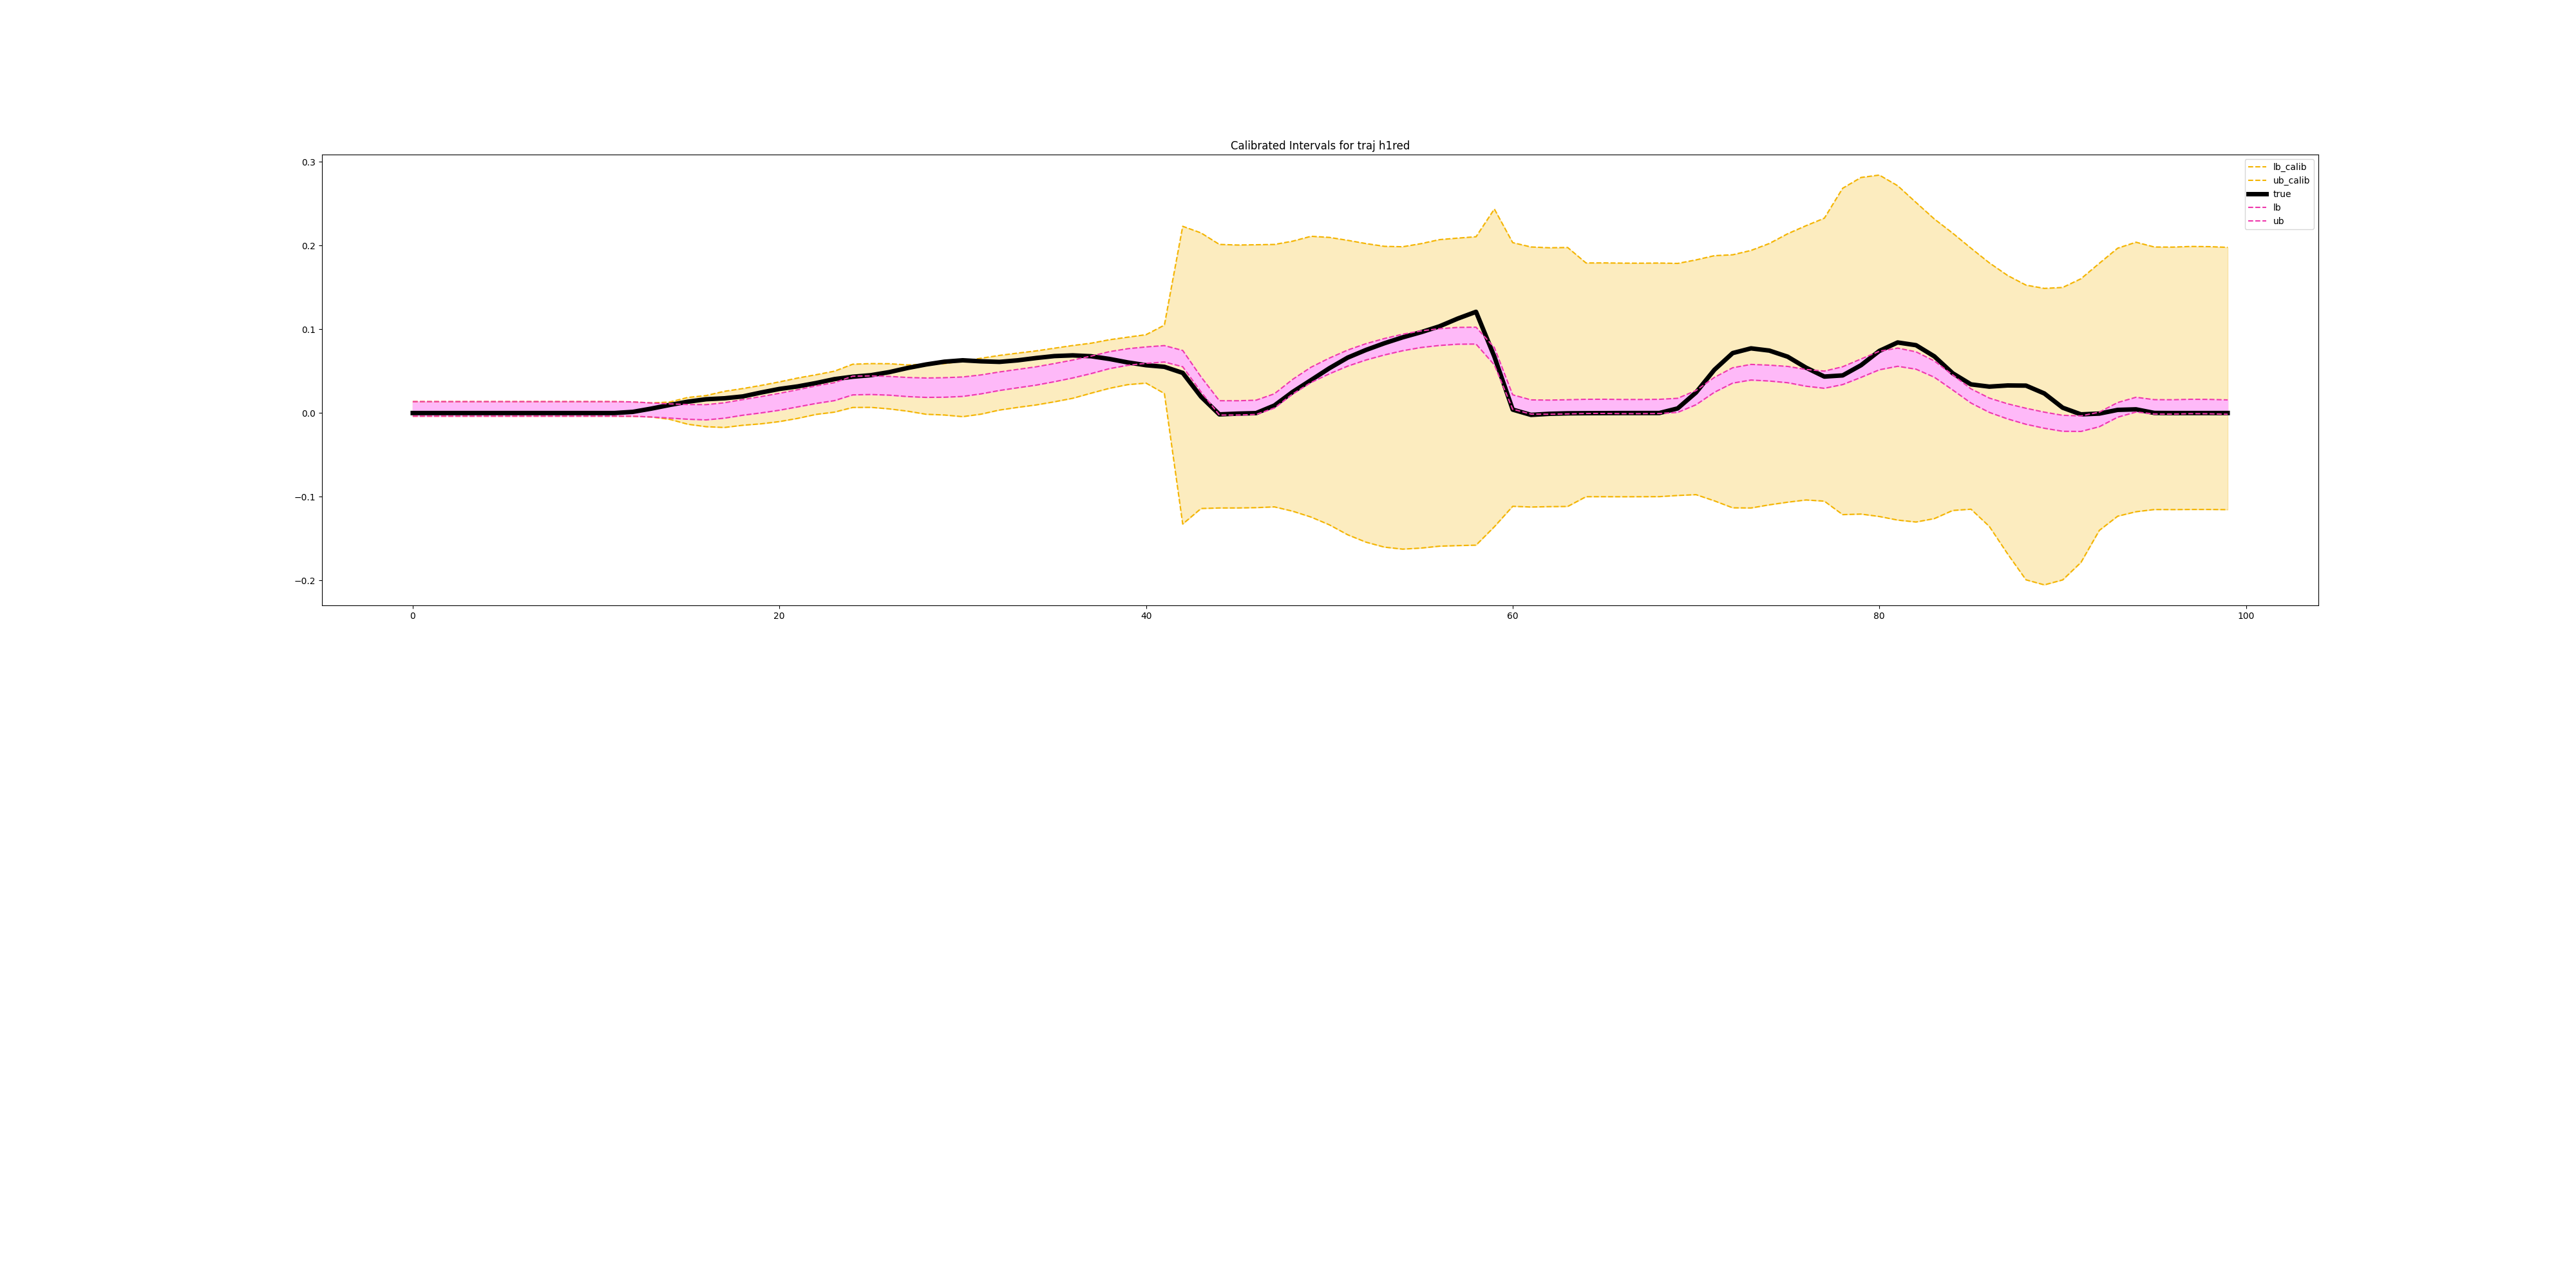 Calibrated Intervals for traj h1red
0.3
0.2
0.1
0.0
−0.1
−0.2
0 20 40 60 80 100
lb_calib
ub_calib
true
lb
ub